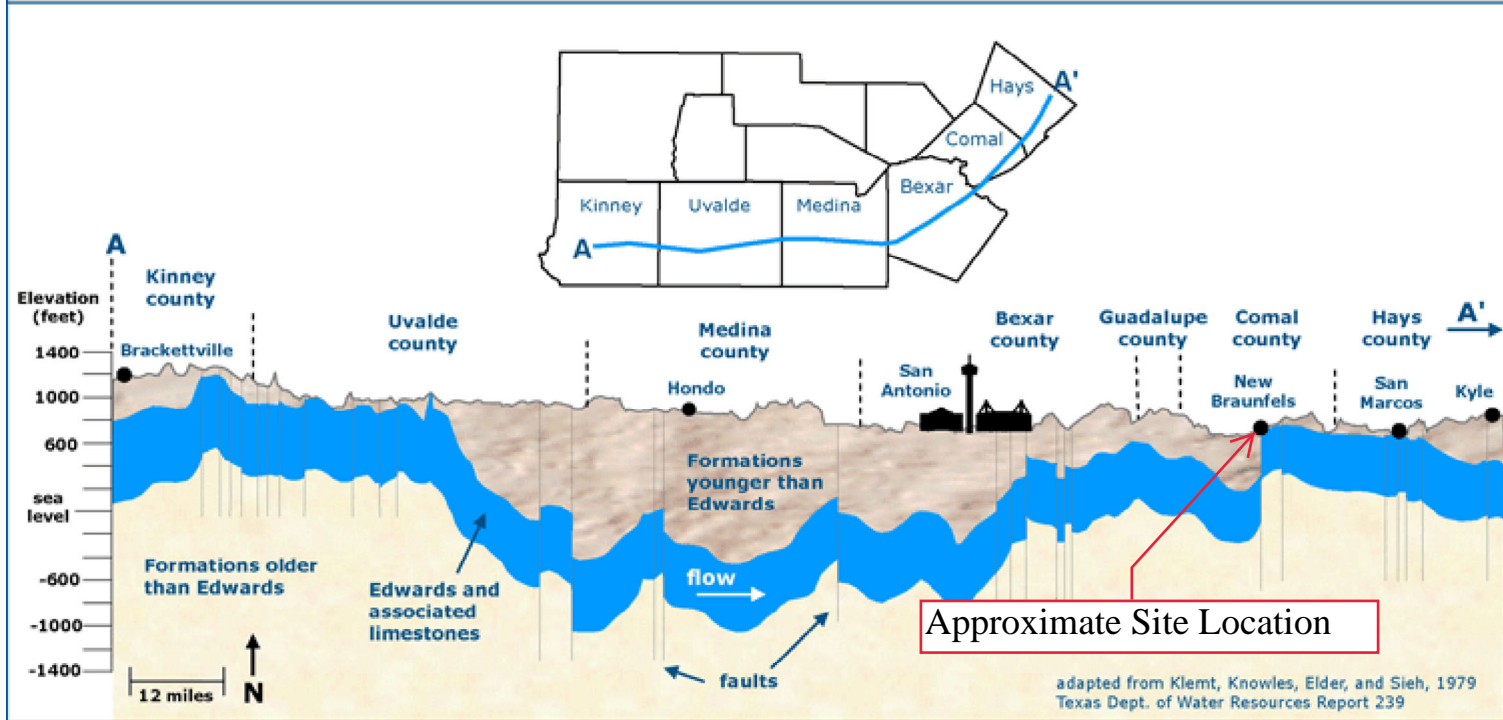 Hays
A'
Comal
Bexar
Kinney
Uvalde
Medina
A
A
Kinney
county
Uvalde
county
Medina
county
Bexar
county
Guadalupe
county
Comal
county
Hays
county
A'
Elevation
(feet)
1400
1000
600
sea
level
-600
-1000
-1400
Brackettville
Hondo
San
Antonio
New
Braunfels
San
Marcos
Kyle
Formations
younger than
Edwards
Formations older
than Edwards
Edwards and
associated
limestones
flow
faults
Approximate Site Location
12 miles
N
adapted from Klemt, Knowles, Elder, and Sieh, 1979
Texas Dept. of Water Resources Report 239